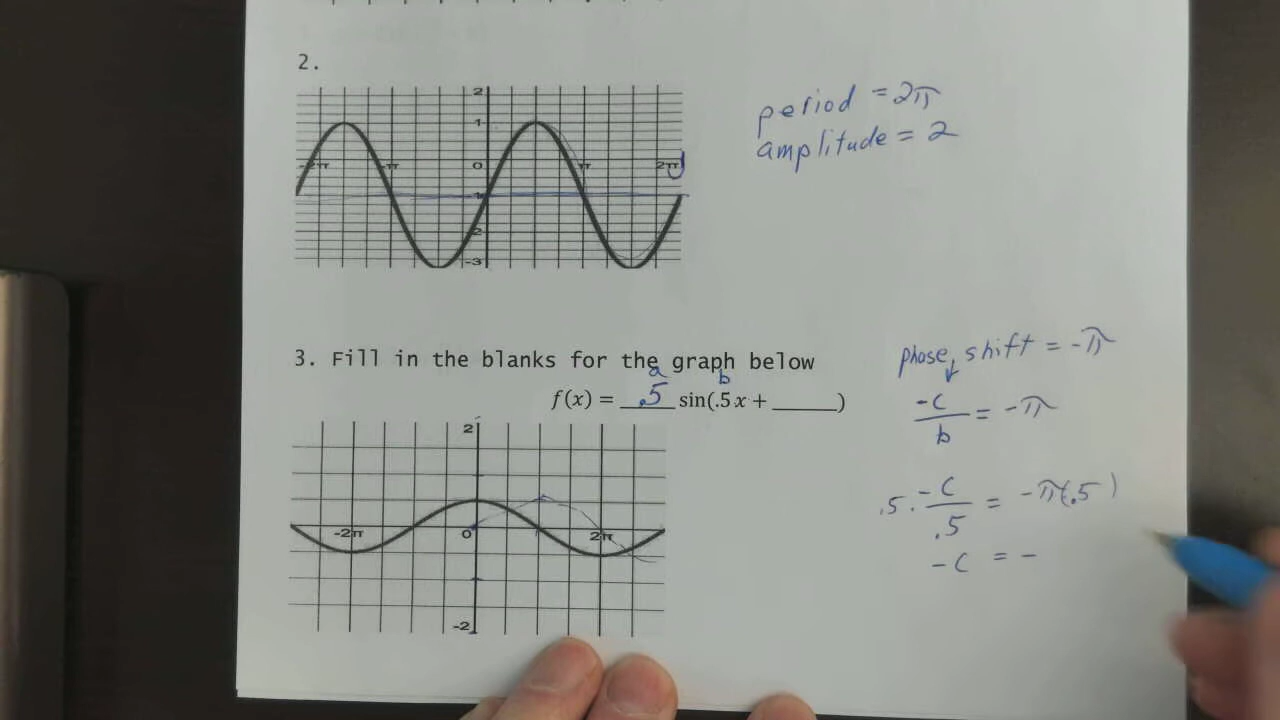 2.
2
1
-2π -π 0 π 2π
-1
-2
-3
period = 2π
amplitude = 2
3. Fill in the blanks for the graph below
a b
f(x) = .5 sin(.5x + ______)
2
-2π 0 2π
-2
phase shift = -π
-c/b = -π
.5 · -c/.5 = -π(.5)
-c = -